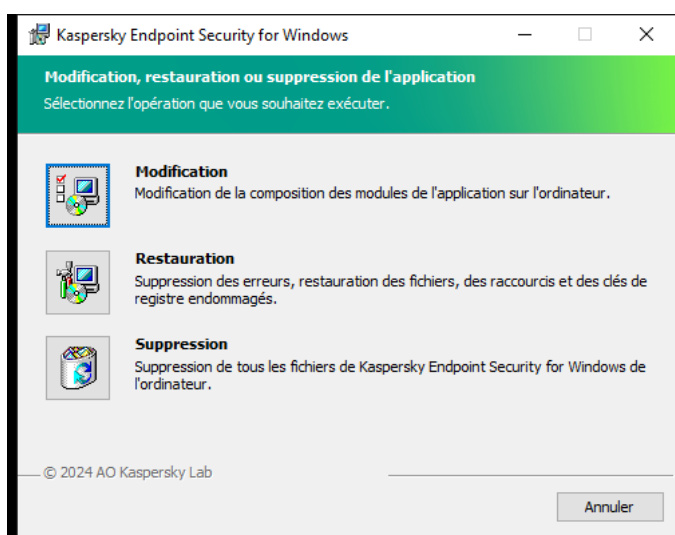 Kaspersky Endpoint Security for Windows
Modification, restauration ou suppression de l'application
Sélectionnez l'opération que vous souhaitez exécuter.
Modification
Modification de la composition des modules de l'application sur l'ordinateur.
Restauration
Suppression des erreurs, restauration des fichiers, des raccourcis et des clés de
registre endommagés.
Suppression
Suppression de tous les fichiers de Kaspersky Endpoint Security for Windows de
l'ordinateur.
© 2024 AO Kaspersky Lab
Annuler